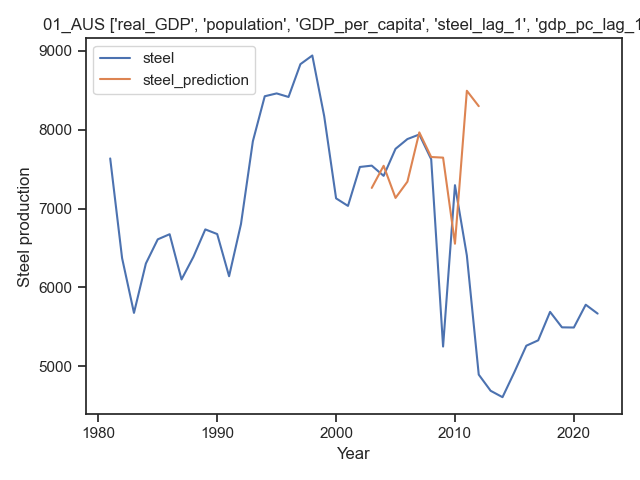 01_AUS ['real_GDP', 'population', 'GDP_per_capita', 'steel_lag_1', 'gdp_pc_lag_1
steel
steel_prediction
9000
8000
7000
6000
5000
Steel production
1980
1990
2000
2010
2020
Year